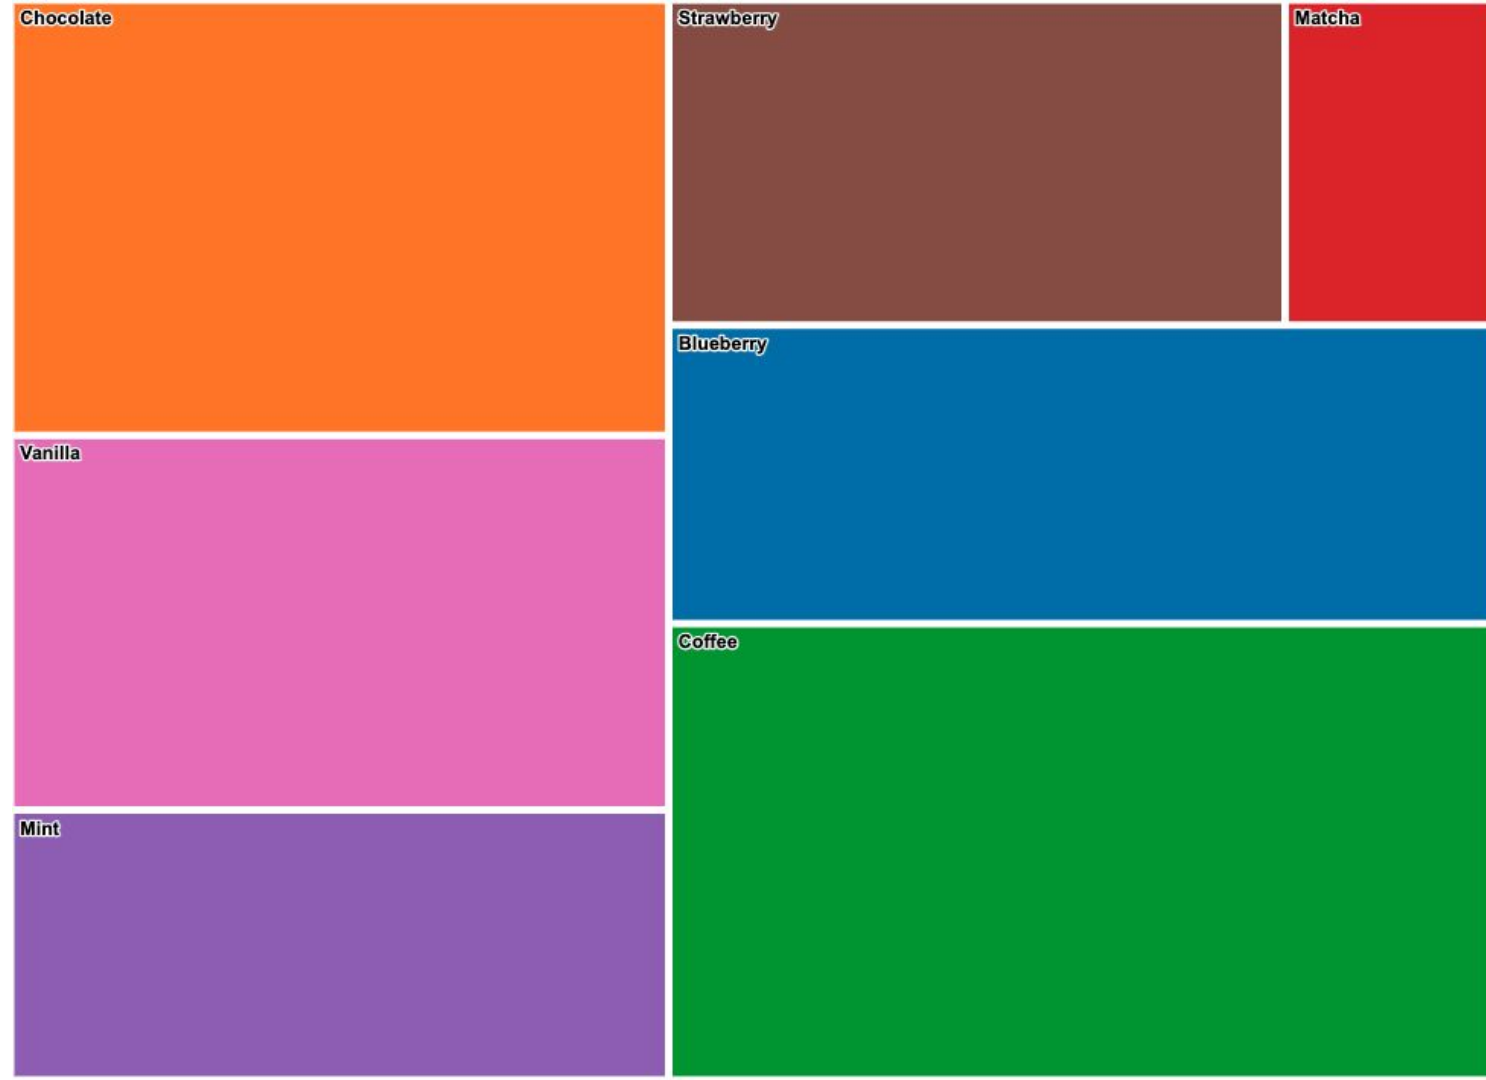 Chocolate
Strawberry
Matcha
Blueberry
Vanilla
Coffee
Mint